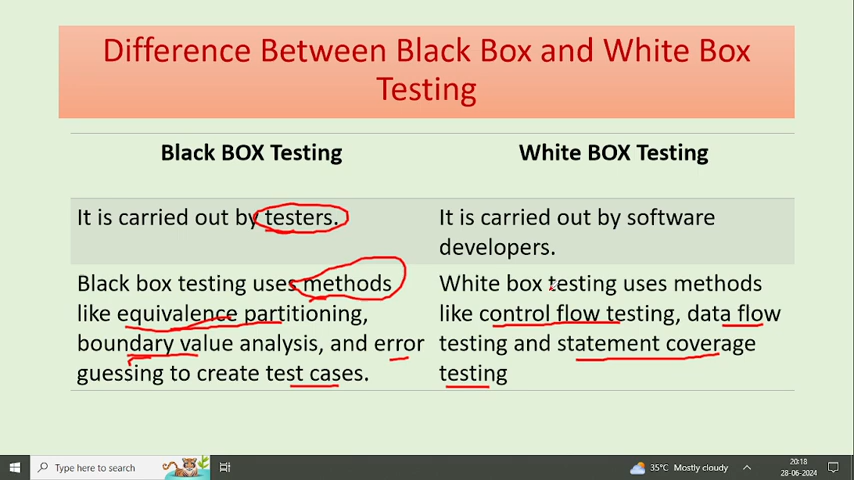 Difference Between Black Box and White Box
Testing
Black BOX Testing
White BOX Testing
It is carried out by testers.
It is carried out by software
developers.
Black box testing uses methods
like equivalence partitioning,
boundary value analysis, and error
guessing to create test cases.
White box testing uses methods
like control flow testing, data flow
testing and statement coverage
testing
Type here to search
35°C Mostly cloudy
20:18
28-06-2024